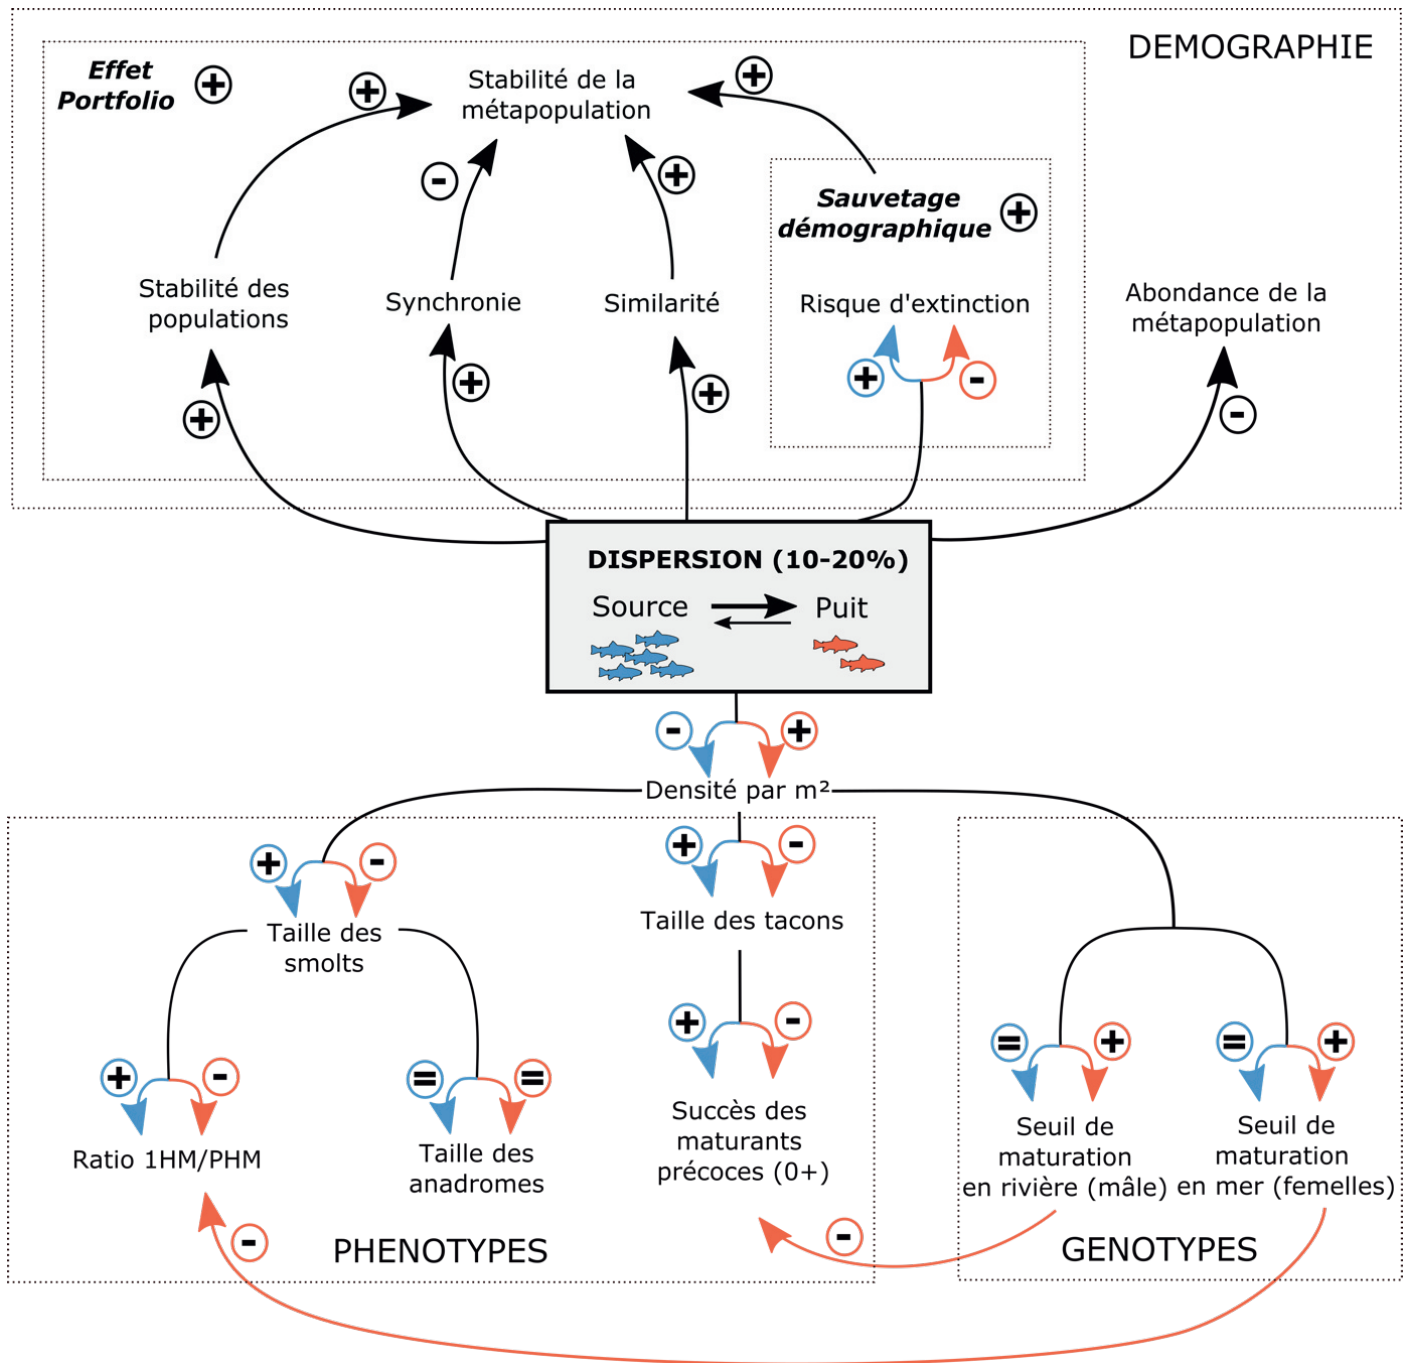 DEMOGRAPHIE
Effet
Portfolio
+
Stabilité de la
métapopulation
+
+
-
+
Sauvetage
démographique
+
Stabilité des
populations
Synchronie
Similarité
Risque d'extinction
Abondance de la
métapopulation
+
+
+
+
-
-
DISPERSION (10-20%)
Source
Puit
-
+
Densité par m²
+
-
+
-
Taille des
smolts
Taille des tacons
+
-
=
=
+
-
=
+
=
+
Ratio 1HM/PHM
Taille des
anadromes
Succès des
maturants
précoces (0+)
Seuil de
maturation
en rivière (mâle)
Seuil de
maturation
en mer (femelles)
-
-
PHENOTYPES
GENOTYPES